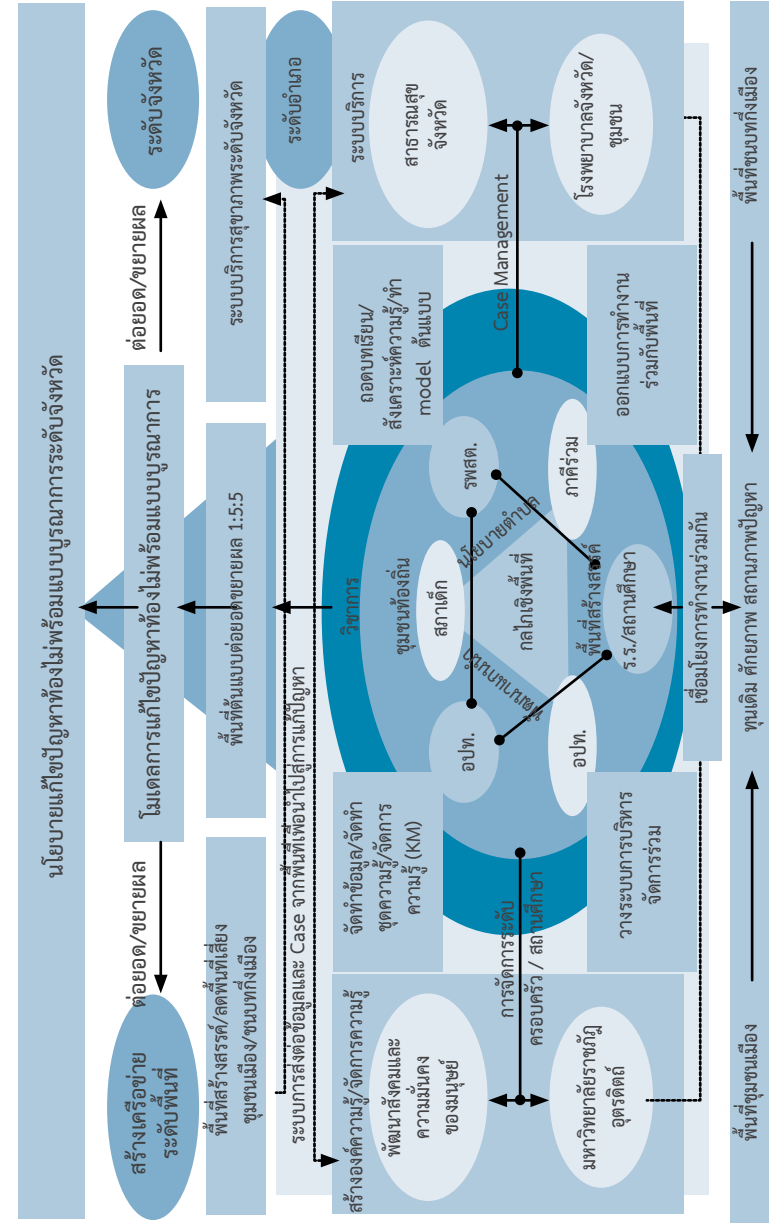 นโยบายแก้ไขปัญหาท้องไม่พร้อมแบบบูรณาการระดับจังหวัด
สร้างเครือข่าย
ระดับพื้นที่
ต่อยอด/ขยายผล
โมเดลการแก้ไขปัญหาท้องไม่พร้อมแบบบูรณาการ
ต่อยอด/ขยายผล
ระดับจังหวัด
พื้นที่สร้างสรรค์/ลดพื้นที่เสี่ยง
ชุมชนเมือง/ชนบทกึ่งเมือง
พื้นที่ต้นแบบต่อยอดขยายผล 1:5:5
ระบบบริการสุขาภาพระดับจังหวัด
ระบบการส่งต่อข้อมูลและ Case จากพื้นที่เพื่อนำไปสู่การแก้ปัญหา
ระดับอำเภอ
สร้างองค์ความรู้/จัดการความรู้
พัฒนาสังคมและ
ความมั่นคง
ของมนุษย์
มหาวิทยาลัยราชภัฏ
อุตรดิตถ์
จัดทำข้อมูล/จัดทำ
ชุดความรู้/จัดการ
ความรู้ (KM)
การจัดการระดับ
ครอบครัว / สถานศึกษา
วางระบบการบริหาร
จัดการร่วม
วิชาการ
ชุมชนท้องถิ่น
สภาเด็ก
อปท.
รพสต.
นโยบายตำบล
กลไกเชิงพื้นที่
พื้นที่สร้างสรรค์
อปท.
ร.ร./สถานศึกษา
ภาคีร่วม
ถอดบทเรียน/
สังเคราะห์ความรู้/ทำ
model ต้นแบบ
Case Management
ออกแบบการทำงาน
ร่วมกับพื้นที่
ระบบบริการ
สาธารณสุข
จังหวัด
โรงพยาบาลจังหวัด/
ชุมชน
เชื่อมโยงการทำงานร่วมกัน
พื้นที่ชุมชนเมือง
ทุนเดิม ศักยภาพ สถานภาพปัญหา
พื้นที่ชนบทกึ่งเมือง